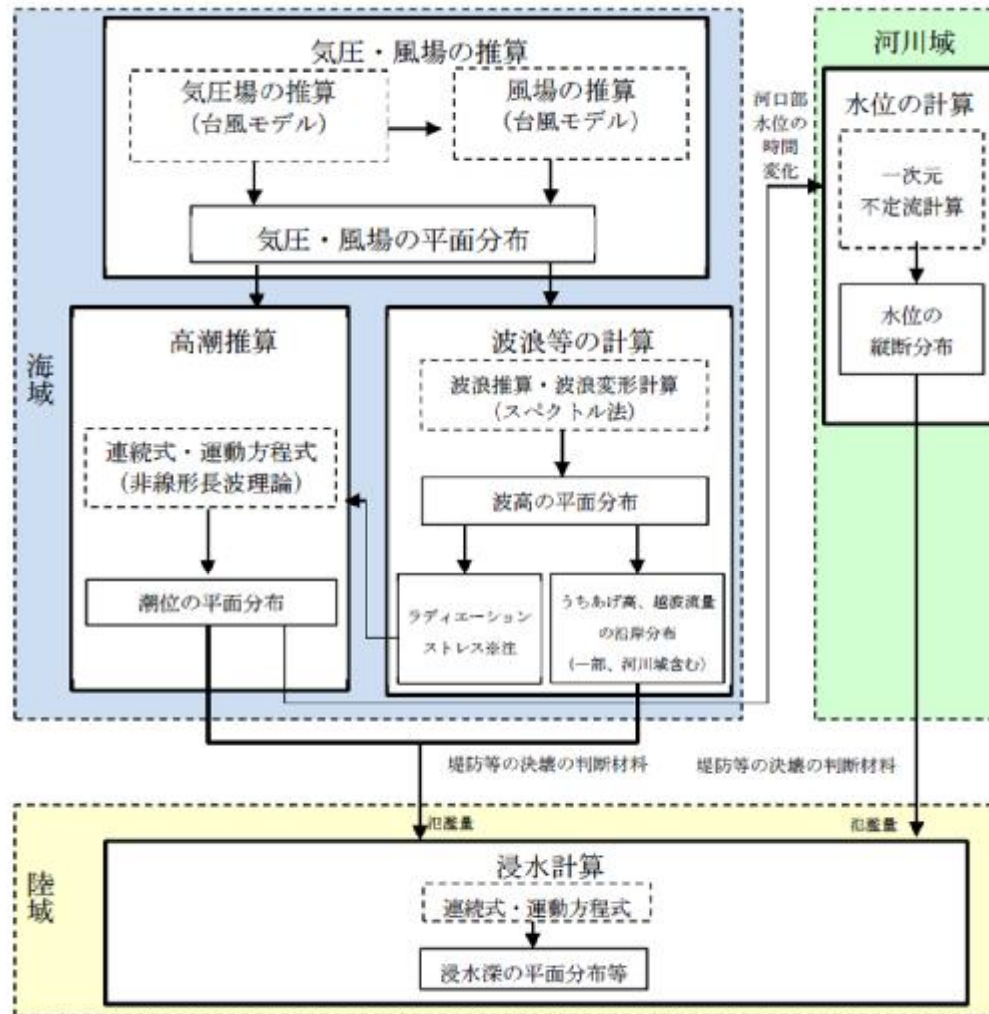 気圧・風場の推算
気圧場の推算
(台風モデル)
風場の推算
(台風モデル)
気圧・風場の平面分布
海域
高潮推算
連続式・運動方程式
(非線形長波理論)
潮位の平面分布
波浪等の計算
波浪推算・波浪変形計算
(スペクトル法)
波高の平面分布
ラディエーション
ストレス※注
うちあげ高、越波流量
の沿岸分布
(一部、河川域含む)
河口部
水位の
時間
変化
河川域
水位の計算
一次元
不定流計算
水位の
縦断分布
堤防等の決壊の判断材料
堤防等の決壊の判断材料
氾濫量
氾濫量
陸域
浸水計算
連続式・運動方程式
浸水深の平面分布等